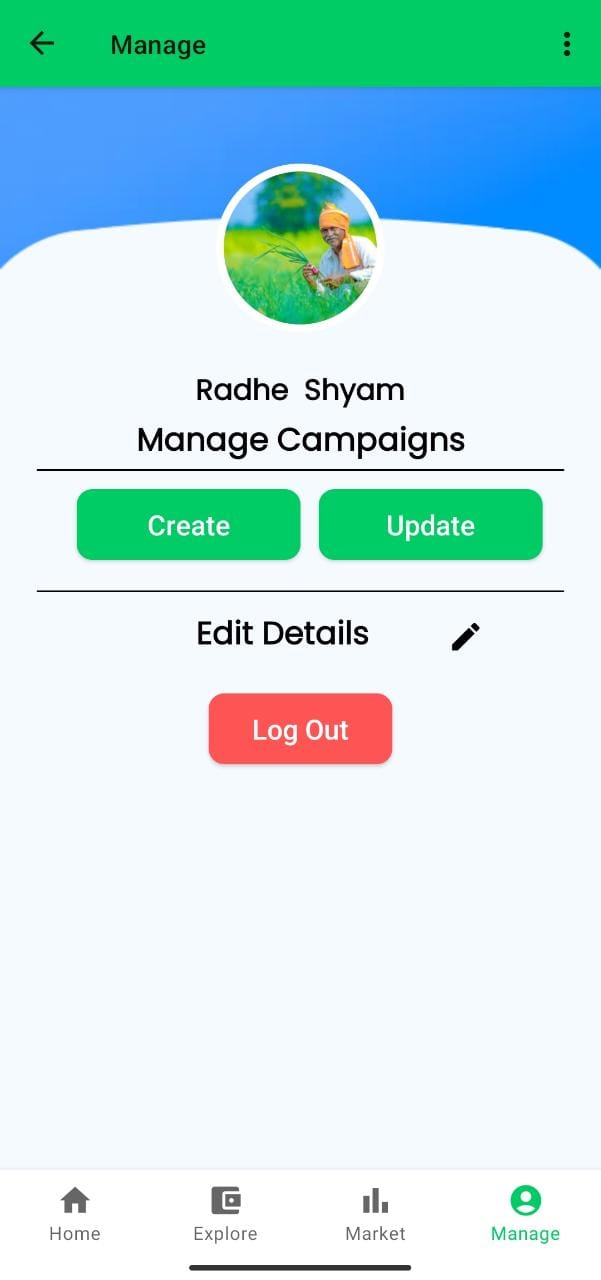 Manage
Radhe Shyam
Manage Campaigns
Create Update
Edit Details
Log Out
Home Explore Market Manage